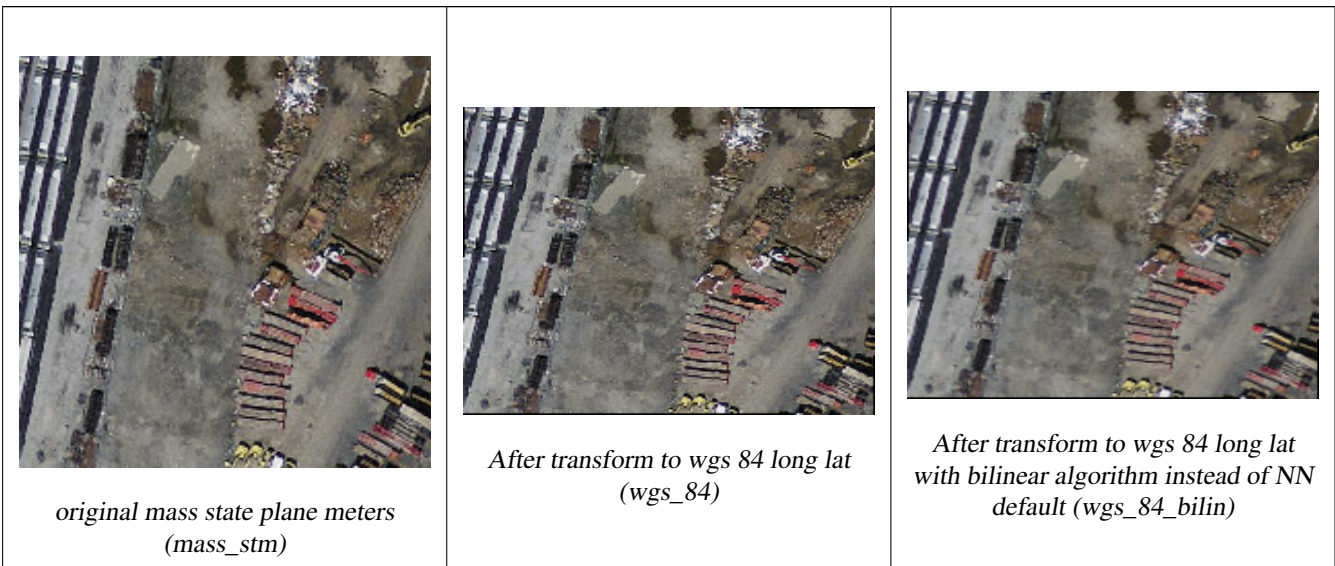 original mass state plane meters
(mass_stm)
After transform to wgs 84 long lat
(wgs_84)
After transform to wgs 84 long lat
with bilinear algorithm instead of NN
default (wgs_84_bilin)